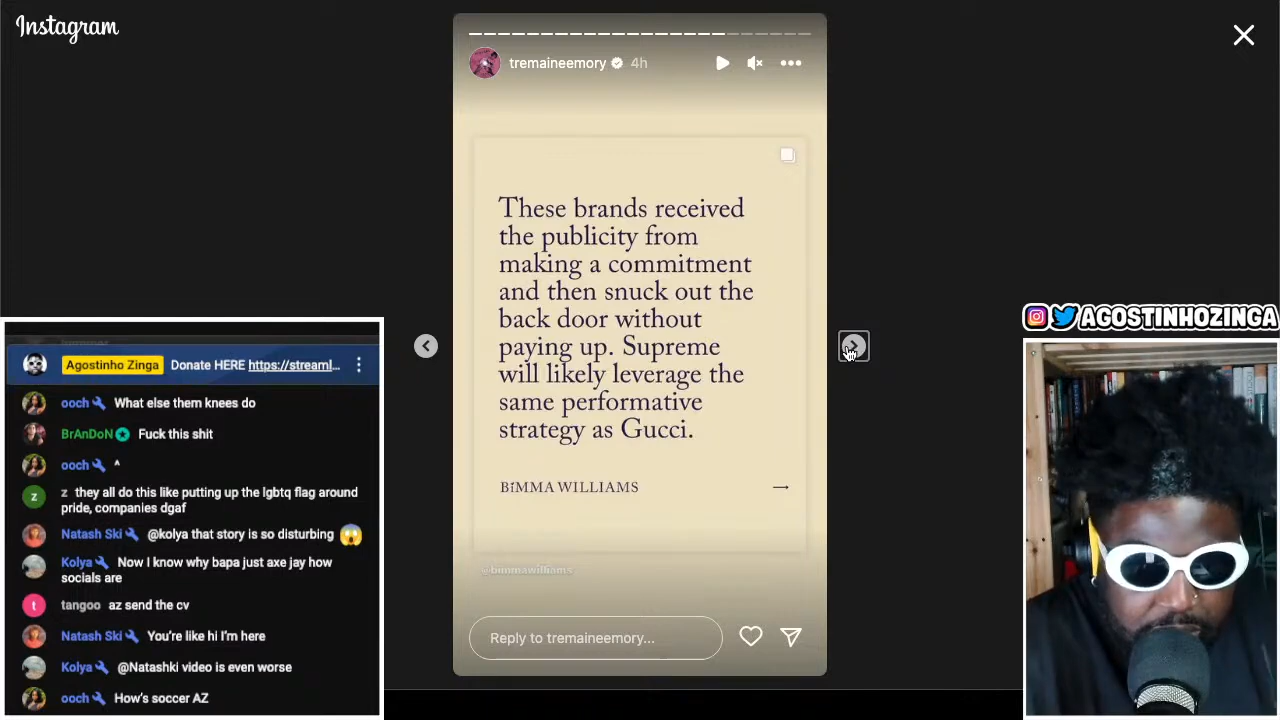 Instagram
tremaineemory 4h
These brands received
the publicity from
making a commitment
and then snuck out the
back door without
paying up. Supreme
will likely leverage the
same performative
strategy as Gucci.
BIMMA WILLIAMS →
@bimmawilliams
Reply to tremaineemory...
Agostinho Zinga Donate HERE https://streaml...
ooch What else them knees do
BrAnDoN Fuck this shit
ooch ^
z z they all do this like putting up the lgbtq flag around
pride, companies dgaf
Natash Ski @kolya that story is so disturbing 😱
Kolya Now I know why bapa just axe jay how
socials are
t tangoo az send the cv
Natash Ski You're like hi I'm here
Kolya @Natashki video is even worse
ooch How's soccer AZ
AGOSTINHOZINGA